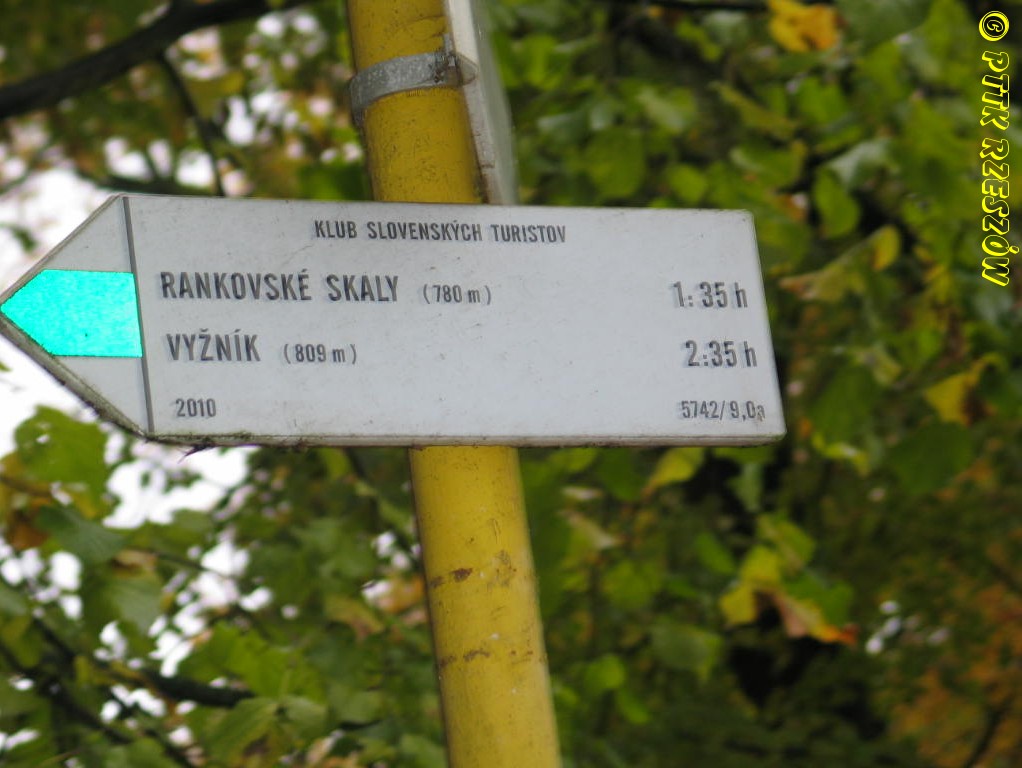 KLUB SLOVENSKÝCH TURISTOV
RANKOVSKÉ SKALY (780 m) 1:35 h
VYŽNÍK (809 m) 2:35 h
2010 5742/9,0a
© PTTK RZESZÓW